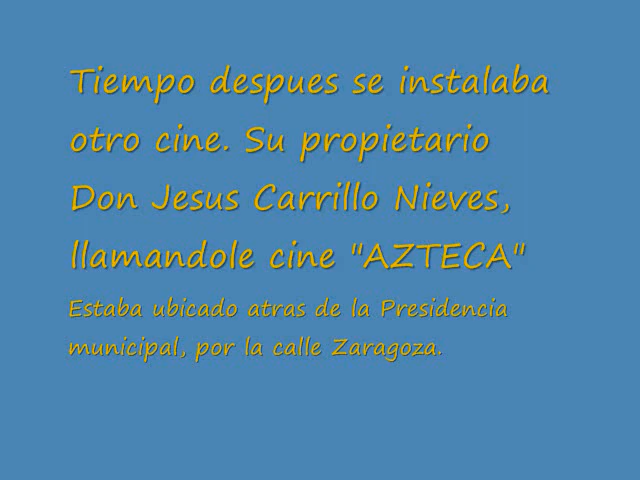 Tiempo despues se instalaba
otro cine. Su propietario
Don Jesus Carrillo Nieves,
llamandole cine "AZTECA"
Estaba ubicado atras de la Presidencia
municipal, por la calle Zaragoza.